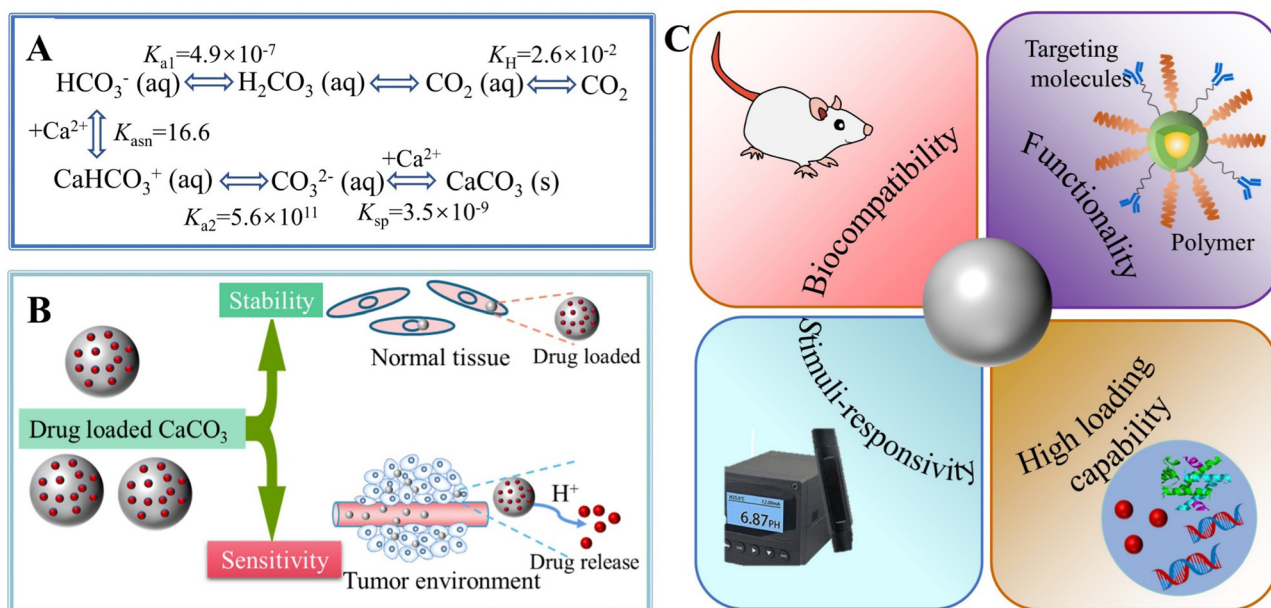 A
Kₐ₁=4.9×10⁻⁷
K_H=2.6×10⁻²
HCO₃⁻ (aq) ⇔ H₂CO₃ (aq) ⇔ CO₂ (aq) ⇔ CO₂
+Ca²⁺ ⇕ Kₐₛₙ=16.6
+Ca²⁺
CaHCO₃⁺ (aq) ⇔ CO₃²⁻ (aq) ⇔ CaCO₃ (s)
Kₐ₂=5.6×10¹¹
Kₛₚ=3.5×10⁻⁹
B
Stability
Normal tissue
Drug loaded
Drug loaded CaCO₃
H⁺
Sensitivity
Tumor environment
Drug release
C
Biocompatibility
Targeting
molecules
Functionality
Polymer
Stimuli-responsivity
6.87PH
High loading
capability